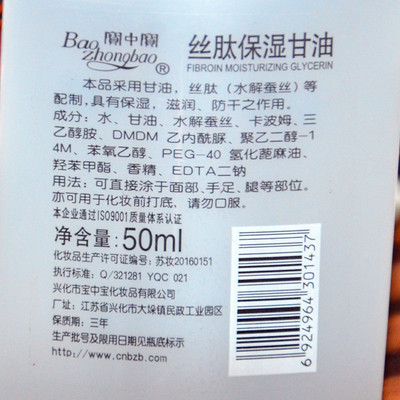 寳中寳
Bao zhongbao ®
丝肽保湿甘油
FIBROIN MOISTURIZING GLYCERIN
本品采用甘油，丝肽（水解蚕丝）等
配制，具有保湿，滋润、防干之作用。
成分：水、甘油、水解蚕丝、卡波姆、三
乙醇胺、DMDM 乙内酰脲、聚乙二醇-1
4M、苯氧乙醇、PEG-40 氢化蓖麻油、
羟苯甲酯、香精、EDTA二钠
用法：可直接涂于面部、手足、腿等部位。
亦可用于化妆前打底，请勿口服。
本企业通过ISO9001质量体系认证
净含量：50ml
化妆品生产许可证编号：苏妆20160151
执行标准：Q/321281 YOC 021
兴化市宝中宝化妆品有限公司
厂址：江苏省兴化市大垛镇民政工业园区
保质期：三年
生产批号及限用日期见瓶底标示
http://www.cnbzb.com
6924964301437